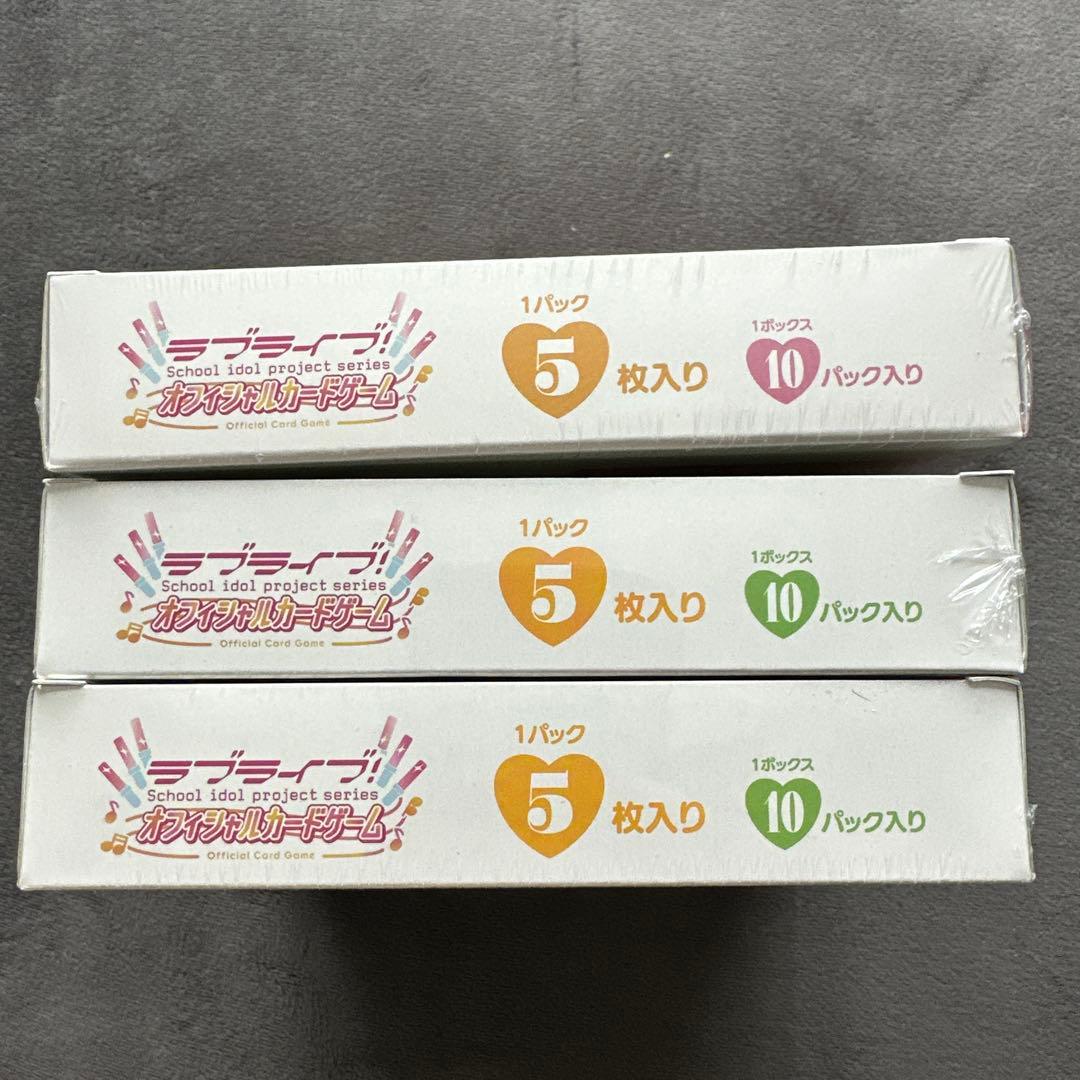 ラブライブ!
School idol project series
オフィシャルカードゲーム
Official Card Game
1パック
5枚入り
1ボックス
10パック入り
ラブライブ!
School idol project series
オフィシャルカードゲーム
Official Card Game
1パック
5枚入り
1ボックス
10パック入り
ラブライブ!
School idol project series
オフィシャルカードゲーム
Official Card Game
1パック
5枚入り
1ボックス
10パック入り